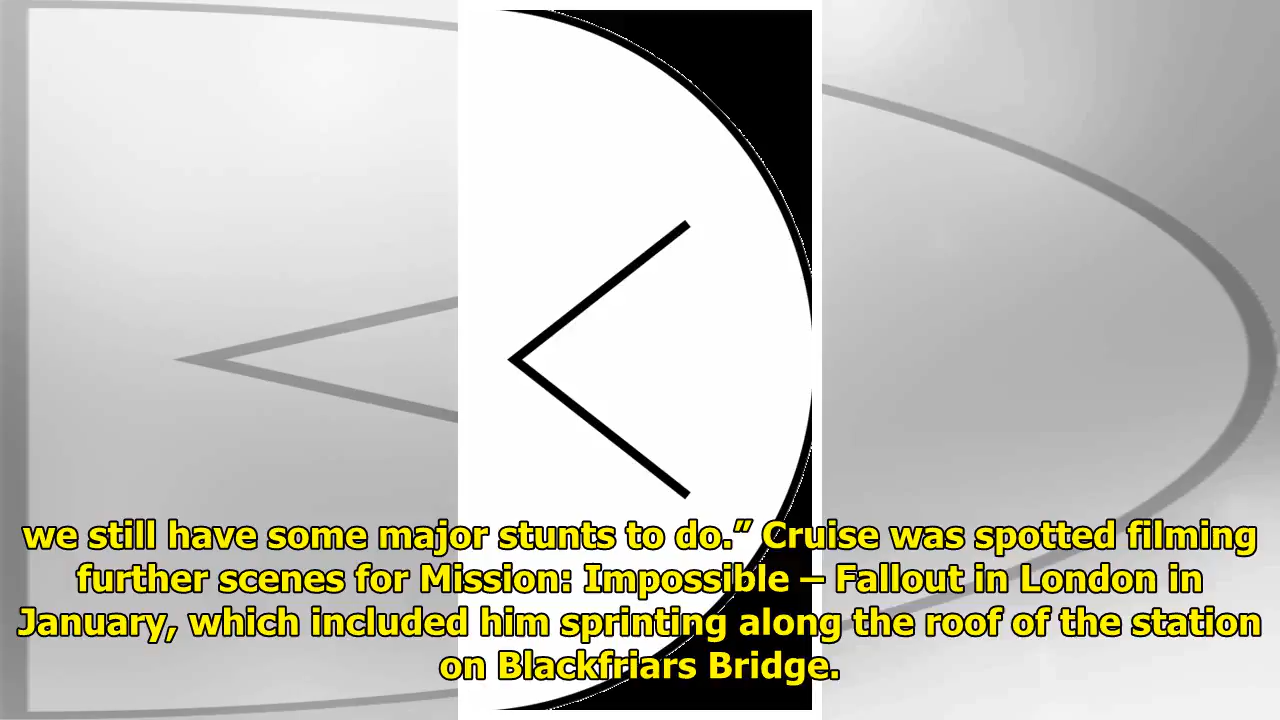 we still have some major stunts to do.” Cruise was spotted filming
further scenes for Mission: Impossible – Fallout in London in
January, which included him sprinting along the roof of the station
on Blackfriars Bridge.